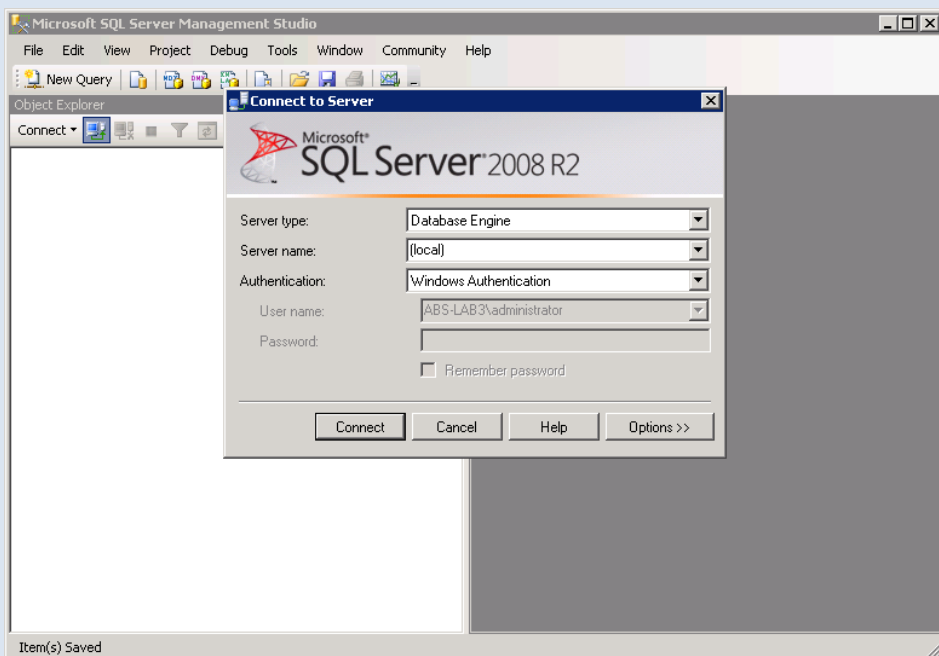 Microsoft SQL Server Management Studio
File Edit View Project Debug Tools Window Community Help
New Query
Object Explorer
Connect
Connect to Server
Microsoft®
SQL Server® 2008 R2
Server type: Database Engine
Server name: (local)
Authentication: Windows Authentication
User name: ABS-LAB3\administrator
Password:
Remember password
Connect Cancel Help Options >>
Item(s) Saved